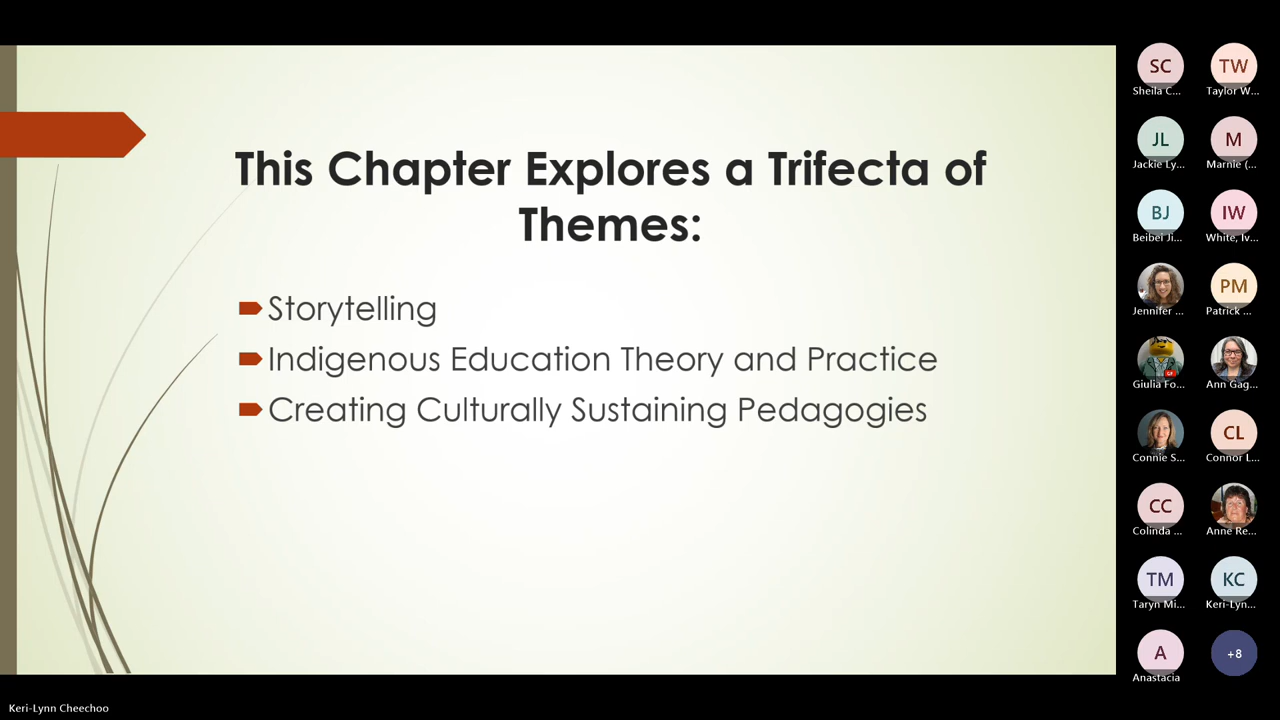 This Chapter Explores a Trifecta of
Themes:
Storytelling
Indigenous Education Theory and Practice
Creating Culturally Sustaining Pedagogies
SC
Sheila C...
TW
Taylor W...
JL
Jackie Ly...
M
Marnie (...
BJ
Beibei Ji...
IW
White, Iv...
Jennifer ...
PM
Patrick ...
Giulia Fo...
Ann Gag...
Connie S...
CL
Connor L...
CC
Colinda ...
Anne Re...
TM
Taryn Mi...
KC
Keri-Lyn...
A
Anastacia
+8
Keri-Lynn Cheechoo